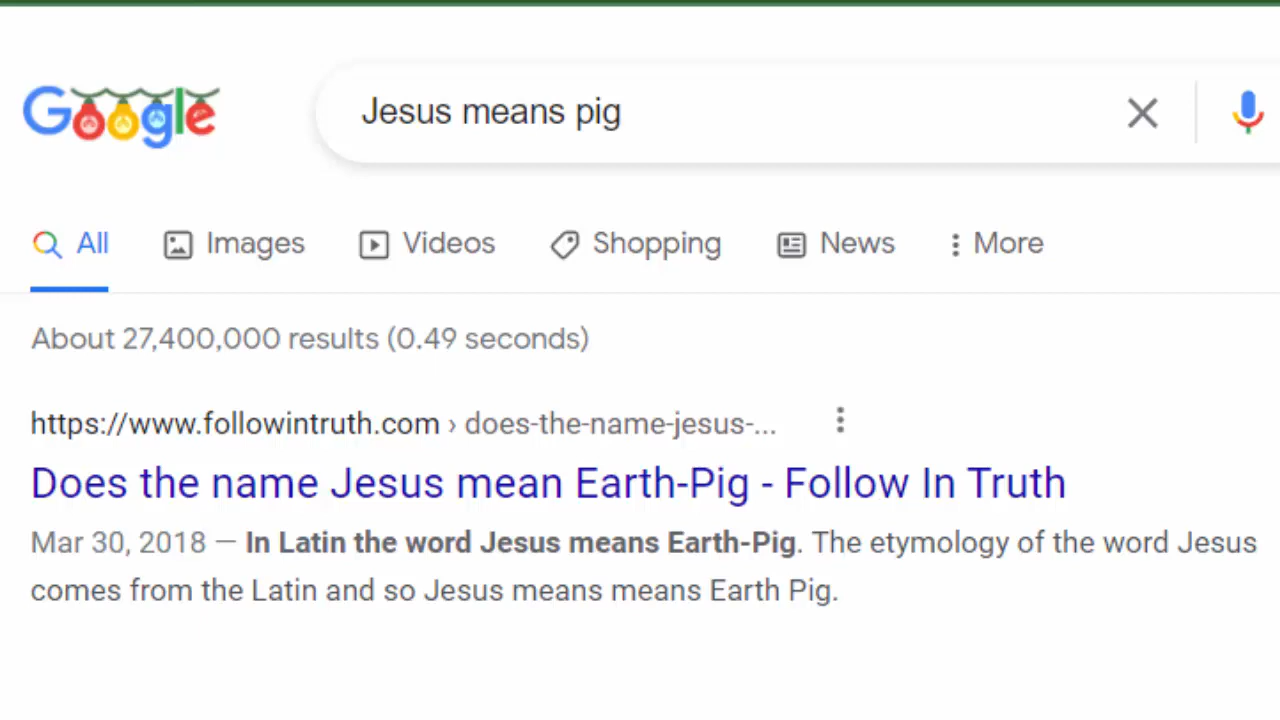 Google
Jesus means pig
All Images Videos Shopping News More
About 27,400,000 results (0.49 seconds)
https://www.followintruth.com › does-the-name-jesus-...
Does the name Jesus mean Earth-Pig - Follow In Truth
Mar 30, 2018 — In Latin the word Jesus means Earth-Pig. The etymology of the word Jesus
comes from the Latin and so Jesus means means Earth Pig.